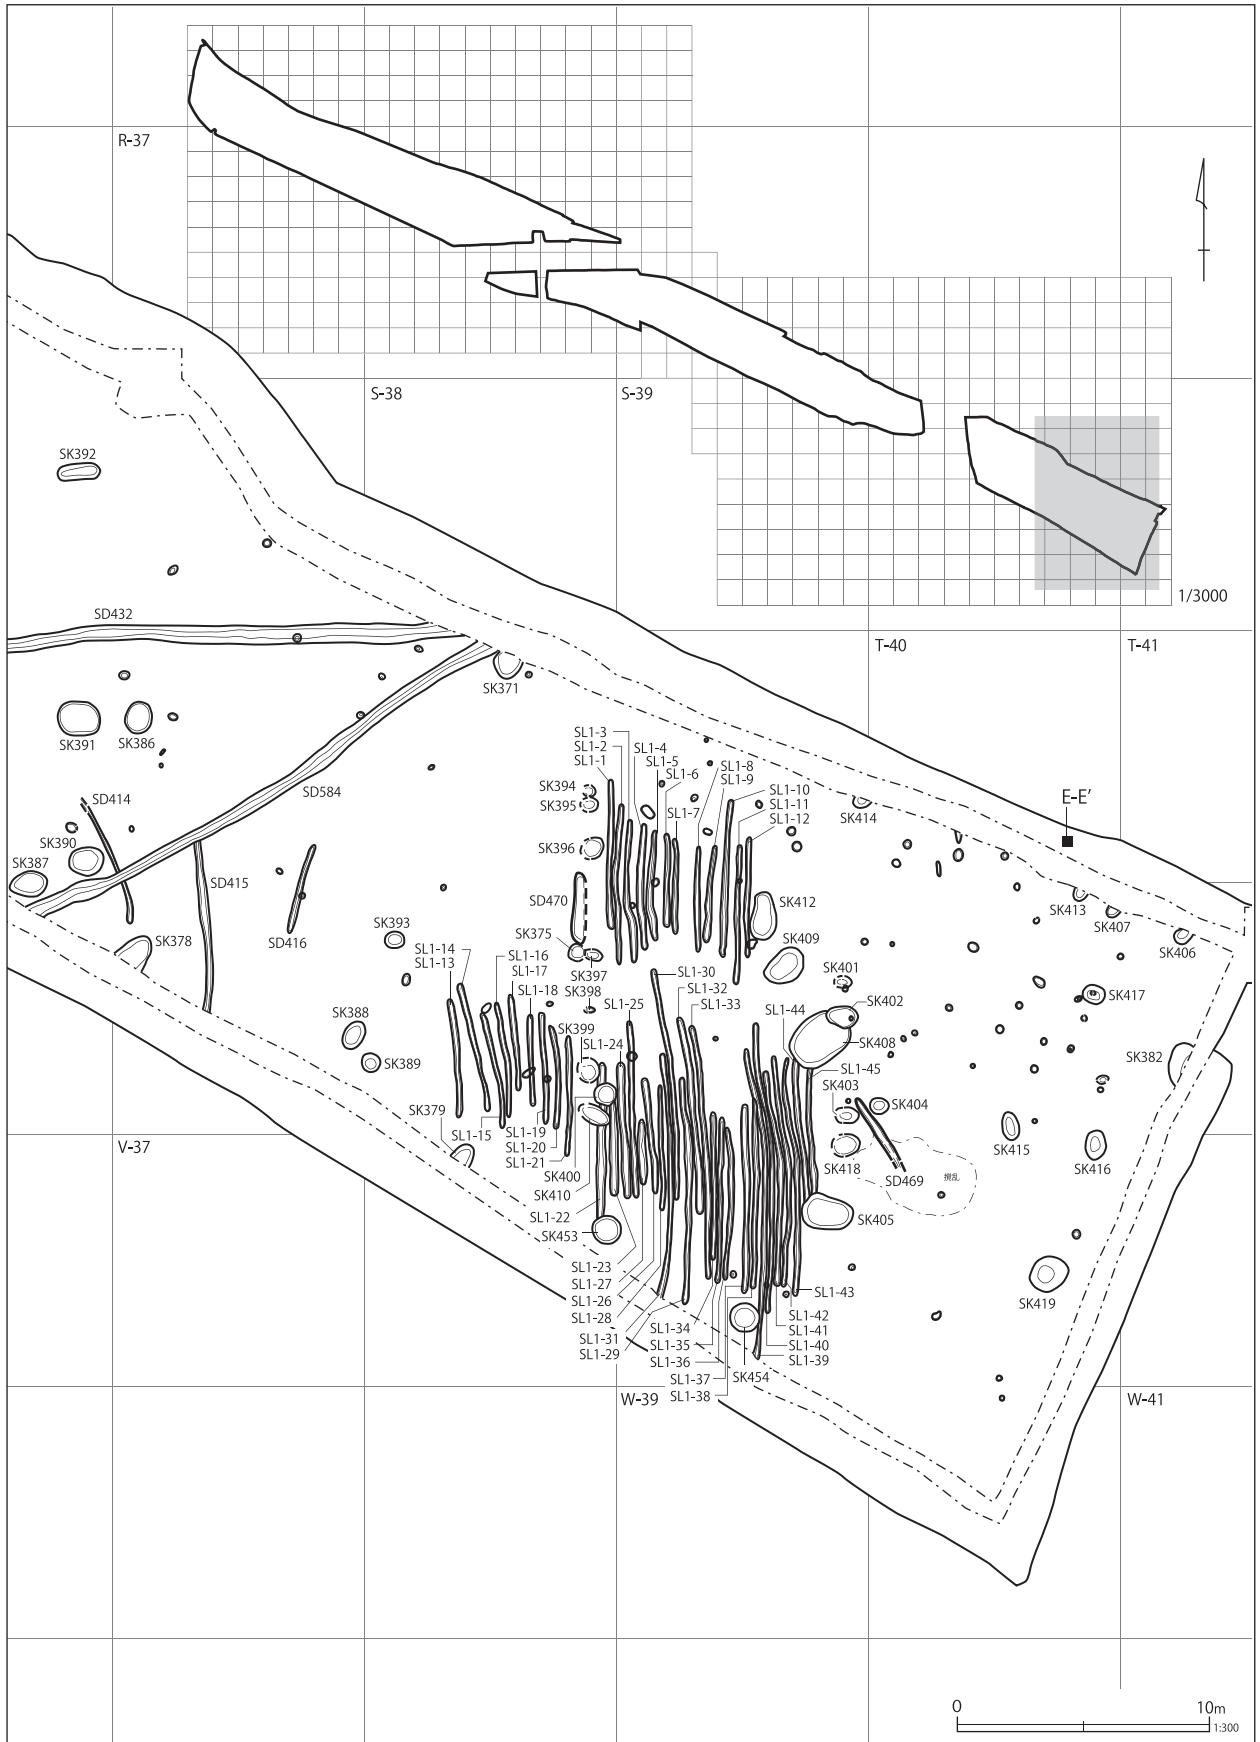 R-37
S-38
S-39
1/3000
SK392
SD432
T-40
T-41
SK371
SK391
SK386
SL1-3
SL1-2
SL1-1
SL1-4
SL1-5
SL1-6
SL1-7
SL1-8
SL1-9
SL1-10
SL1-11
SL1-12
SK394
SK395
SD584
SD414
E-E'
SK414
SK390
SK396
SK387
SD415
SD470
SK412
SK413
SK407
SD416
SK393
SK375
SK406
SK378
SL1-14
SL1-13
SL1-16
SL1-17
SL1-18
SK397
SK398
SK409
SK401
SL1-30
SL1-32
SL1-33
SL1-25
SK417
SK402
SL1-44
SK388
SK399
SL1-24
SK408
SK382
SK389
SL1-45
SK403
SK404
SK379
SL1-15
SL1-19
SL1-20
SL1-21
V-37
SK415
SK416
SK418
SD469
撹乱
SK400
SK410
SL1-22
SK453
SK405
SL1-23
SL1-27
SL1-26
SL1-28
SL1-31
SL1-29
SL1-43
SK419
SL1-34
SL1-35
SL1-36
SL1-42
SL1-41
SL1-40
SL1-39
SL1-37
SL1-38
SK454
W-39
W-41
0
10m
1:300